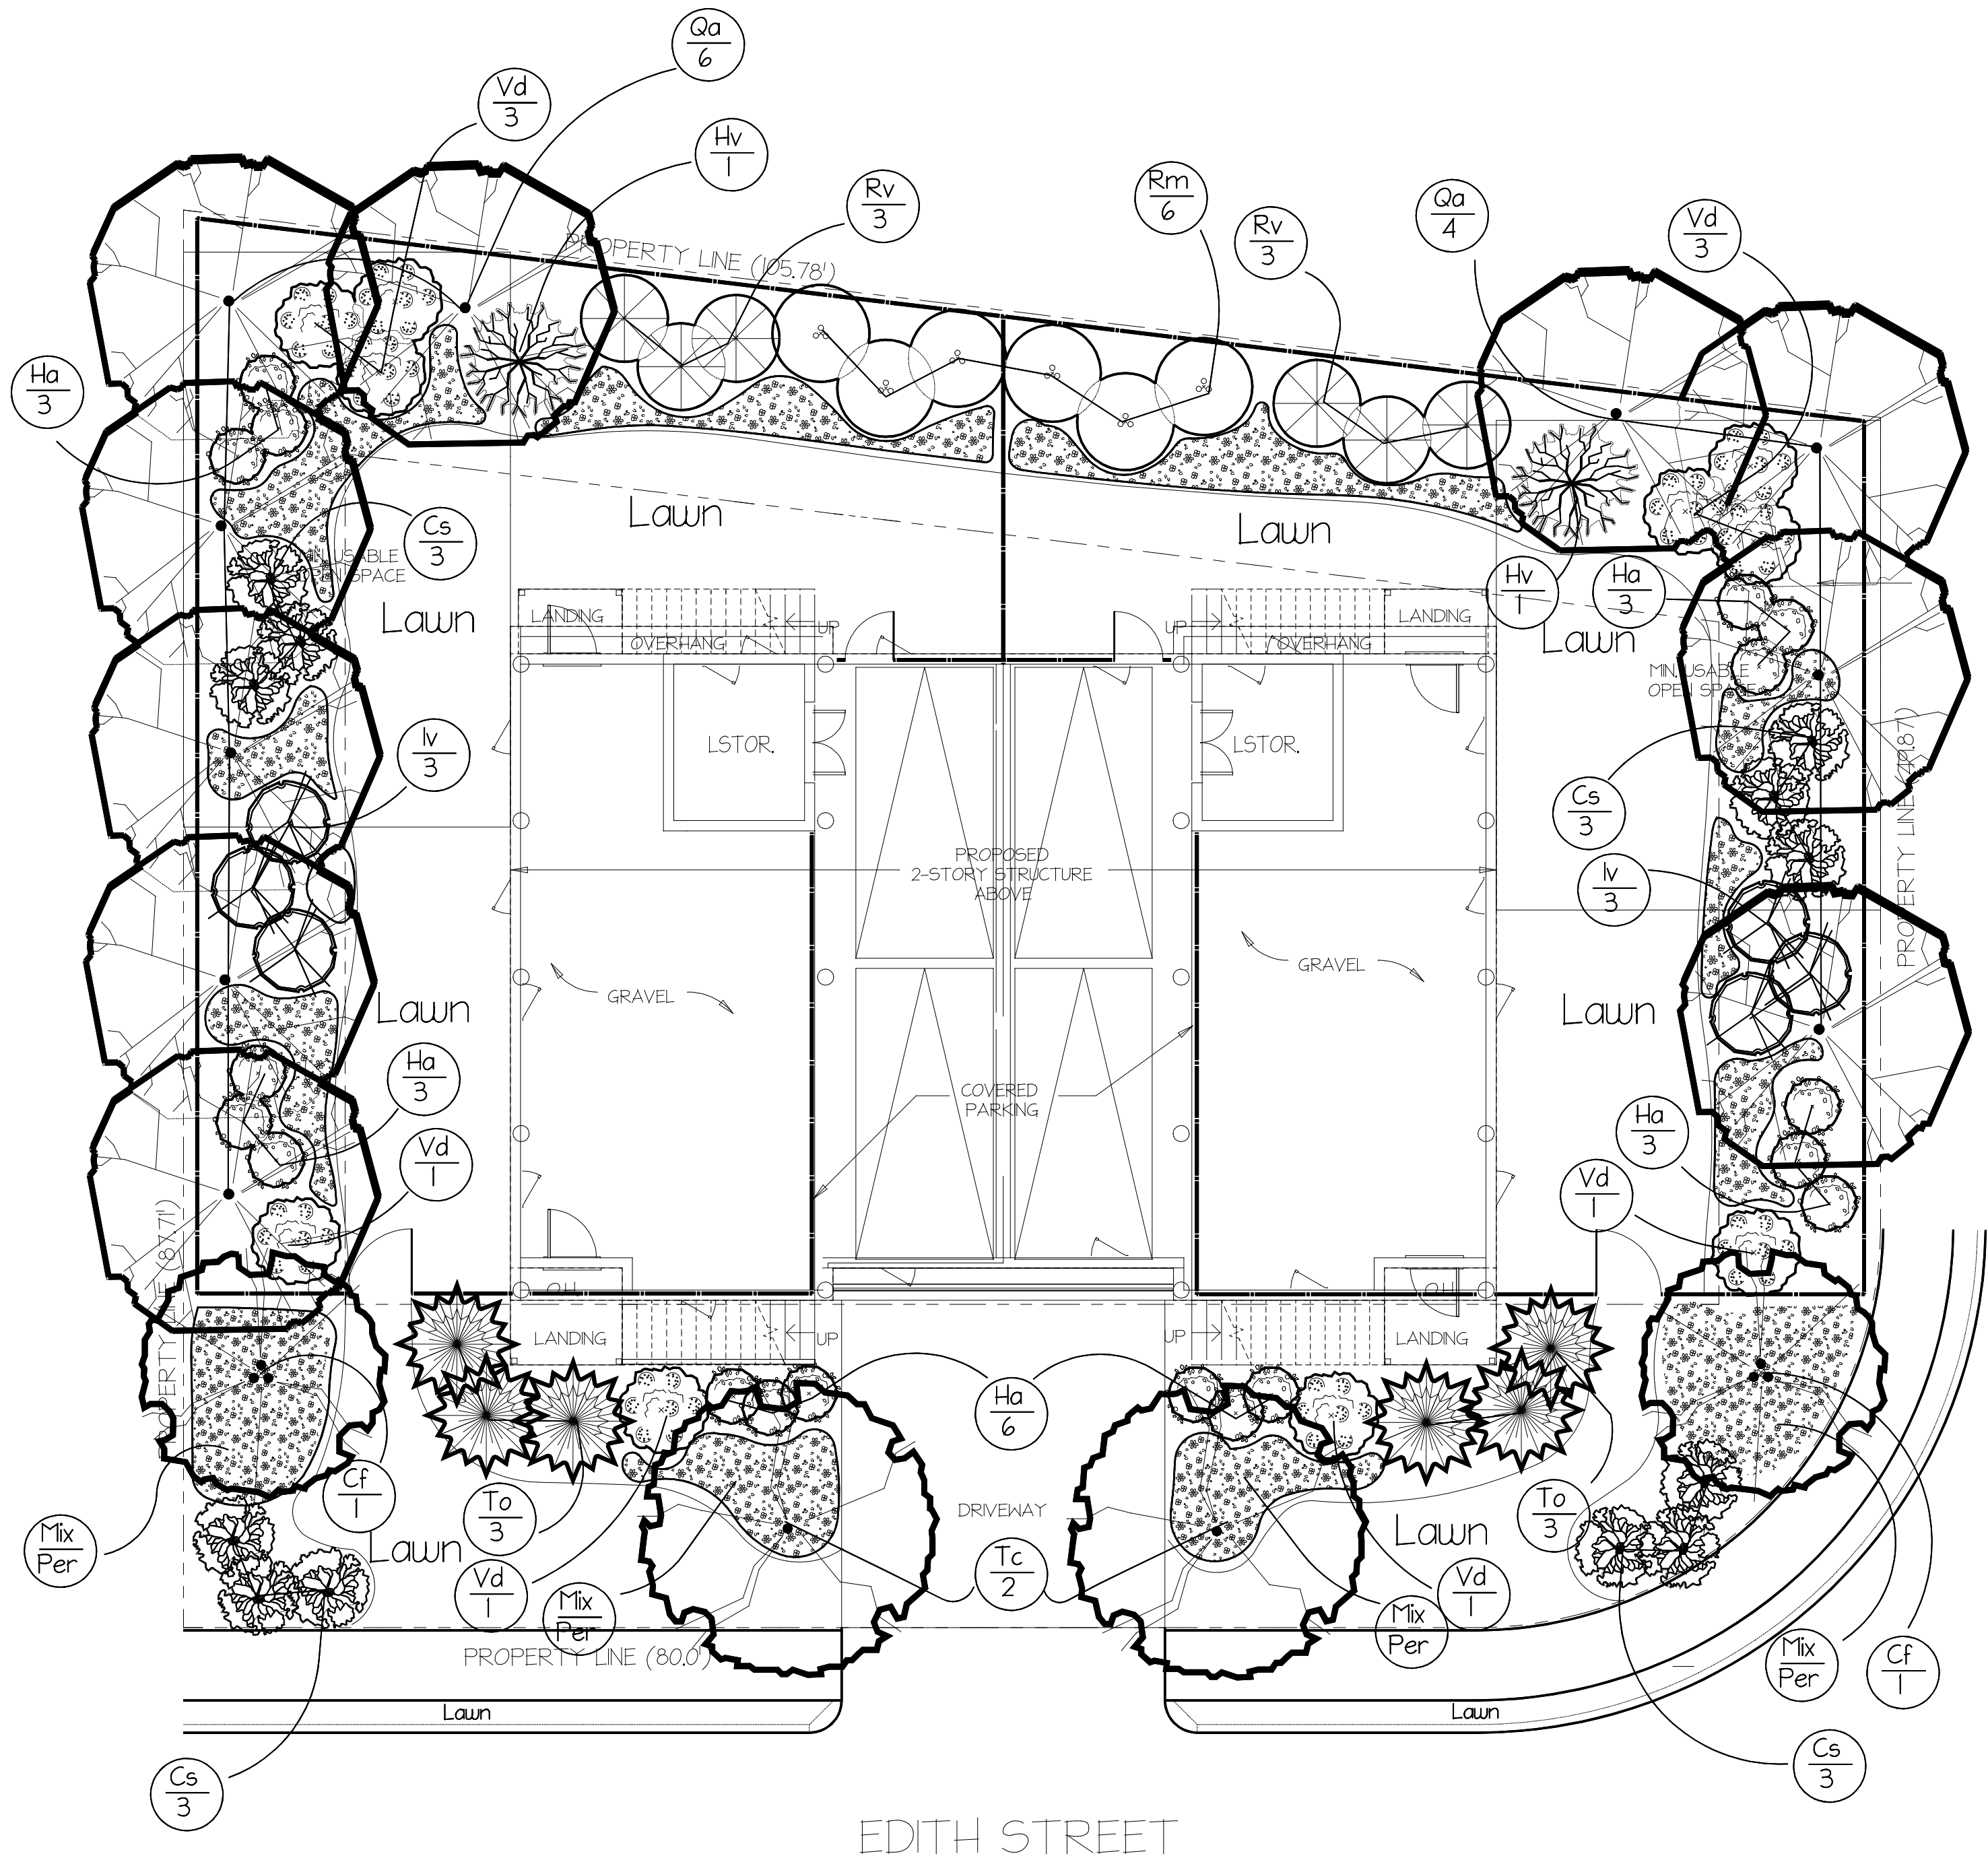 Qa
6
Vd
3
Hv
1
Rv
3
Rm
6
Qa
4
Rv
3
Vd
3
PROPERTY LINE (105.78')
Ha
3
Cs
3
Lawn
Lawn
USABLE
OPEN SPACE
Lawn
Hv
1
Ha
3
Lawn
LANDING
UP
OVERHANG
UP
LANDING
OVERHANG
MIN. USABLE
OPEN SPACE
Iv
3
LSTOR.
LSTOR.
Cs
3
PROPERTY LINE
PROPOSED
2-STORY STRUCTURE
ABOVE
Iv
3
GRAVEL
GRAVEL
Lawn
Lawn
Ha
3
COVERED
PARKING
Ha
3
Vd
1
Vd
1
PROPERTY LINE (87.71')
O.H.
O.H.
LANDING
UP
UP
LANDING
Ha
6
Cf
1
To
3
DRIVEWAY
To
3
Mix
Per
Lawn
Lawn
Tc
2
Vd
1
Mix
Per
Vd
1
Mix
Per
PROPERTY LINE (80.0')
Mix
Per
Cf
1
Lawn
Lawn
Cs
3
Cs
3
EDITH STREET